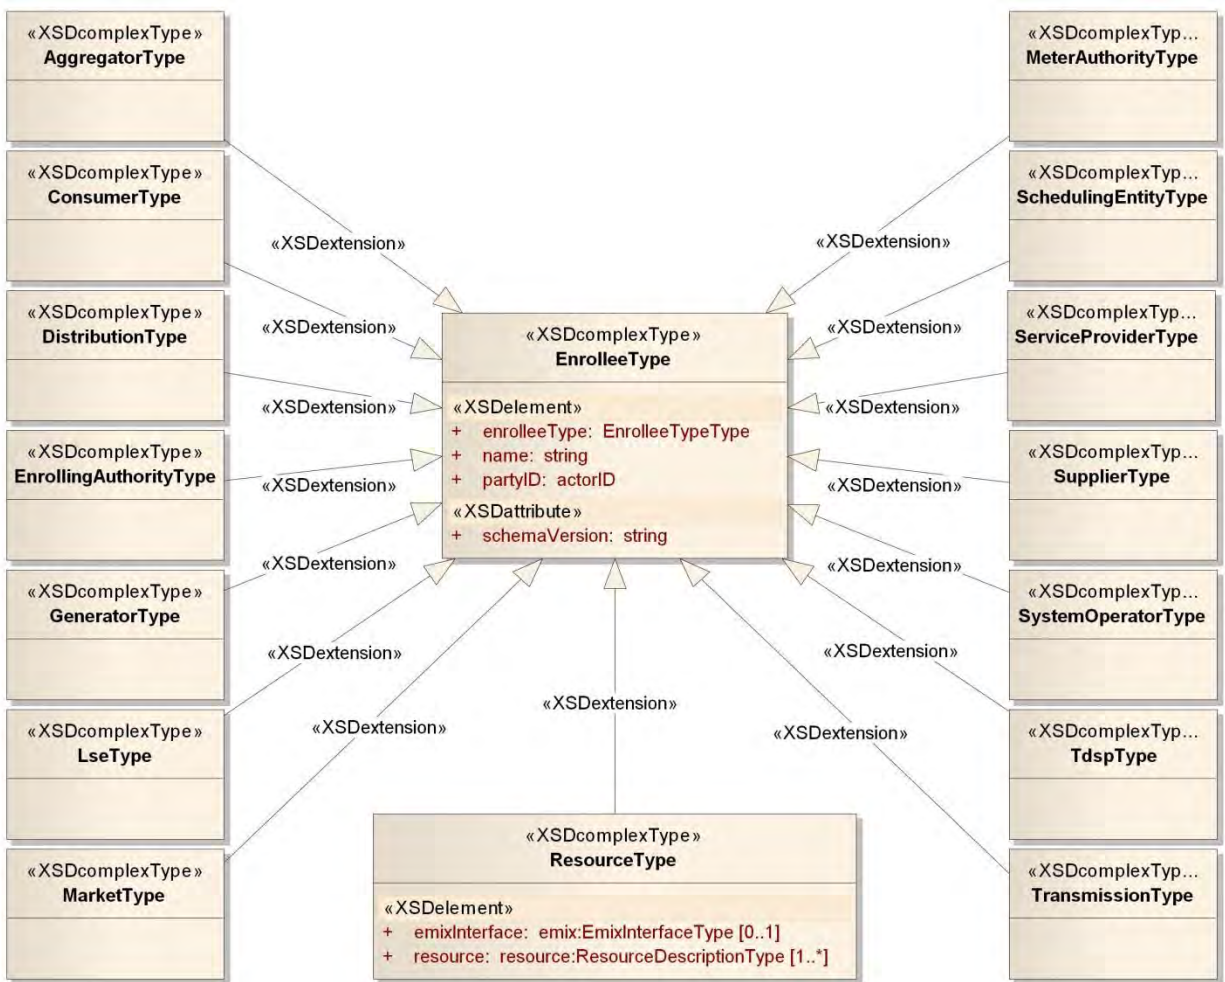 «XSDcomplexType»
AggregatorType
«XSDcomplexTyp...
MeterAuthorityType
«XSDcomplexType»
ConsumerType
«XSDcomplexTyp...
SchedulingEntityType
«XSDextension»
«XSDextension»
«XSDcomplexType»
DistributionType
«XSDcomplexTyp...
ServiceProviderType
«XSDextension»
«XSDextension»
«XSDcomplexType»
EnrolleeType
«XSDelement»
+ enrolleeType: EnrolleeTypeType
+ name: string
+ partyID: actorID
«XSDattribute»
+ schemaVersion: string
«XSDextension»
«XSDextension»
«XSDcomplexType»
EnrollingAuthorityType
«XSDcomplexTyp...
SupplierType
«XSDextension»
«XSDextension»
«XSDextension»
«XSDextension»
«XSDcomplexType»
GeneratorType
«XSDcomplexTyp...
SystemOperatorType
«XSDextension»
«XSDextension»
«XSDextension»
«XSDextension»
«XSDextension»
«XSDcomplexType»
LseType
«XSDcomplexTyp...
TdspType
«XSDcomplexType»
MarketType
«XSDcomplexType»
ResourceType
«XSDelement»
+ emixInterface: emix:EmixInterfaceType [0..1]
+ resource: resource:ResourceDescriptionType [1..*]
«XSDcomplexTyp...
TransmissionType